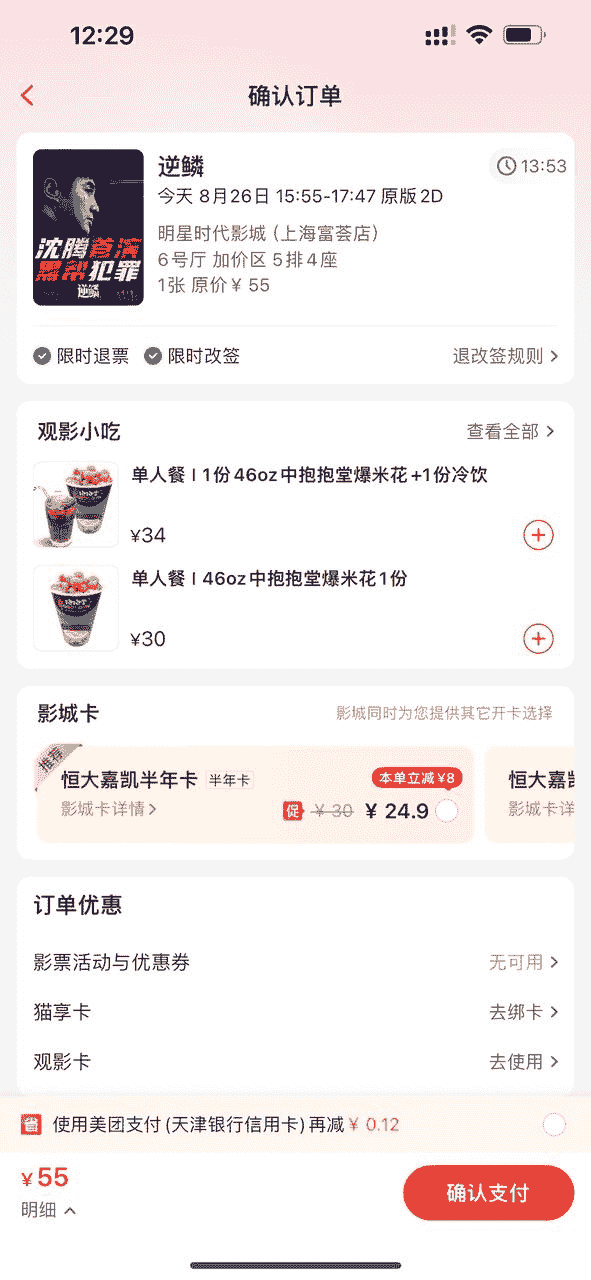 12:29
确认订单
逆鳞
13:53
今天 8月26日 15:55-17:47 原版2D
明星时代影城（上海富荟店）
6号厅 加价区 5排4座
1张 原价¥ 55
沈腾首演
黑帮犯罪
逆鳞
限时退票 限时改签
退改签规则
观影小吃
查看全部
单人餐 | 1份46oz中抱抱堂爆米花+1份冷饮
¥34
单人餐 | 46oz中抱抱堂爆米花1份
¥30
影城卡
影城同时为您提供其它开卡选择
推荐
恒大嘉凯半年卡 半年卡
本单立减¥8
恒大嘉
影城卡详情
促 ¥30 ¥ 24.9
影城卡详
订单优惠
影票活动与优惠券
无可用
猫享卡
去绑卡
观影卡
去使用
省 使用美团支付(天津银行信用卡)再减¥ 0.12
¥55
明细
确认支付